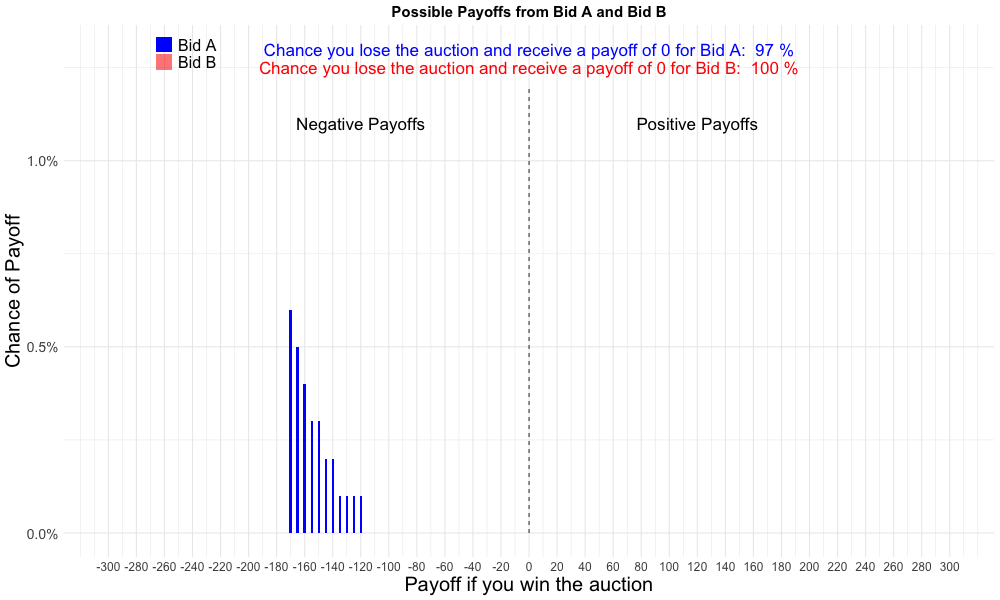 Possible Payoffs from Bid A and Bid B
Bid A
Bid B
Chance you lose the auction and receive a payoff of 0 for Bid A:  97 %
Chance you lose the auction and receive a payoff of 0 for Bid B:  100 %
Negative Payoffs
Positive Payoffs
Chance of Payoff
1.0%
0.5%
0.0%
-300 -280 -260 -240 -220 -200 -180 -160 -140 -120 -100 -80 -60 -40 -20 0 20 40 60 80 100 120 140 160 180 200 220 240 260 280 300
Payoff if you win the auction